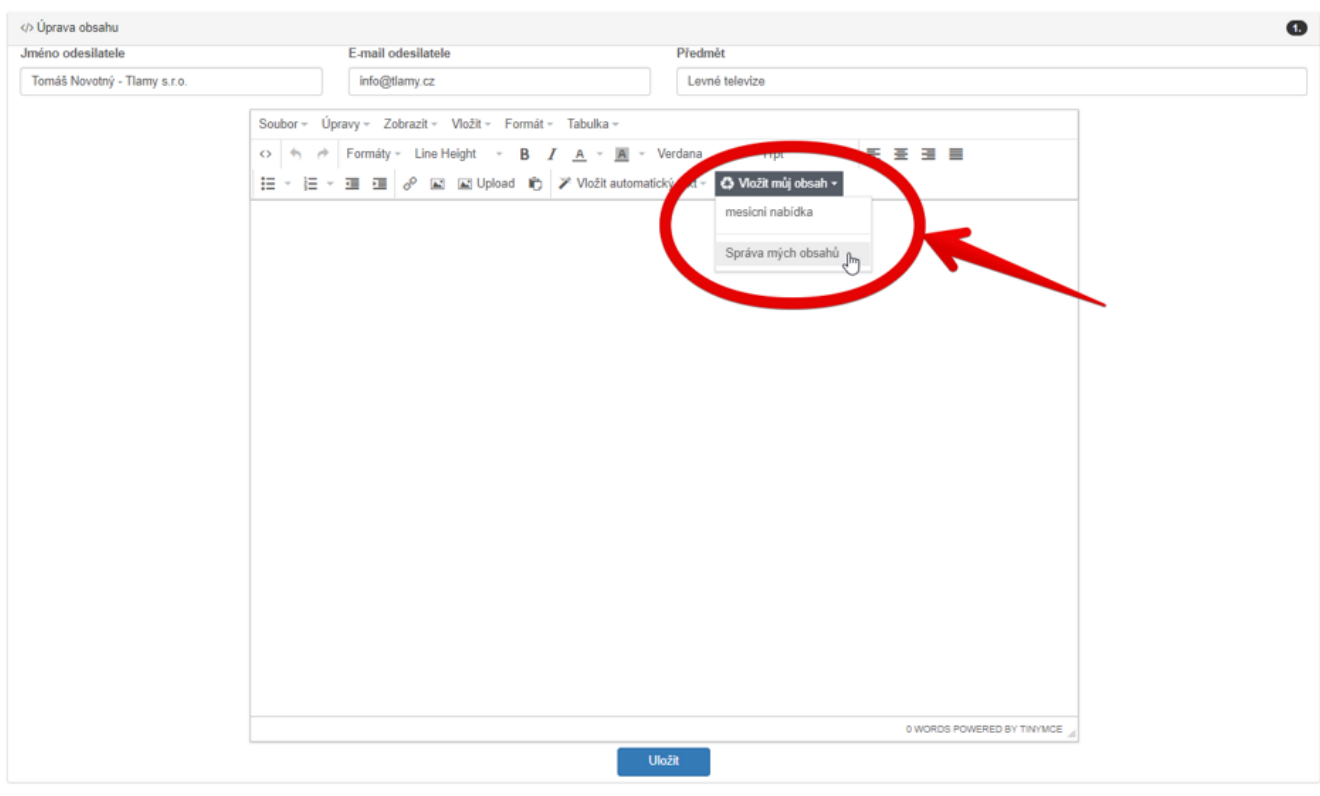 </> Úprava obsahu 1.
Jméno odesilatele E-mail odesilatele Předmět
Tomáš Novotný - Tlamy s.r.o. info@tlamy.cz Levné televize
Soubor Úpravy Zobrazit Vložit Formát Tabulka
Formáty Line Height B I A A Verdana
Upload Vložit automatický Vložit můj obsah
mesicni nabídka
Správa mých obsahů
0 WORDS POWERED BY TINYMCE
Uložit